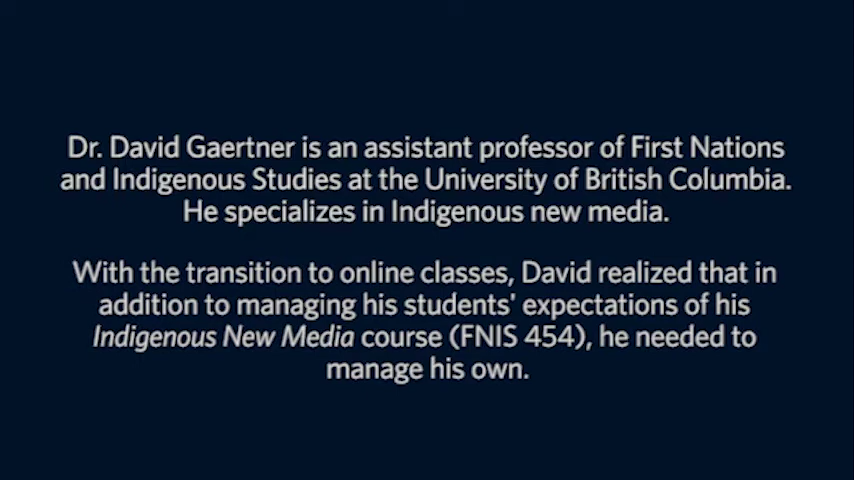 Dr. David Gaertner is an assistant professor of First Nations
and Indigenous Studies at the University of British Columbia.
He specializes in Indigenous new media.
With the transition to online classes, David realized that in
addition to managing his students' expectations of his
Indigenous New Media course (FNIS 454), he needed to
manage his own.